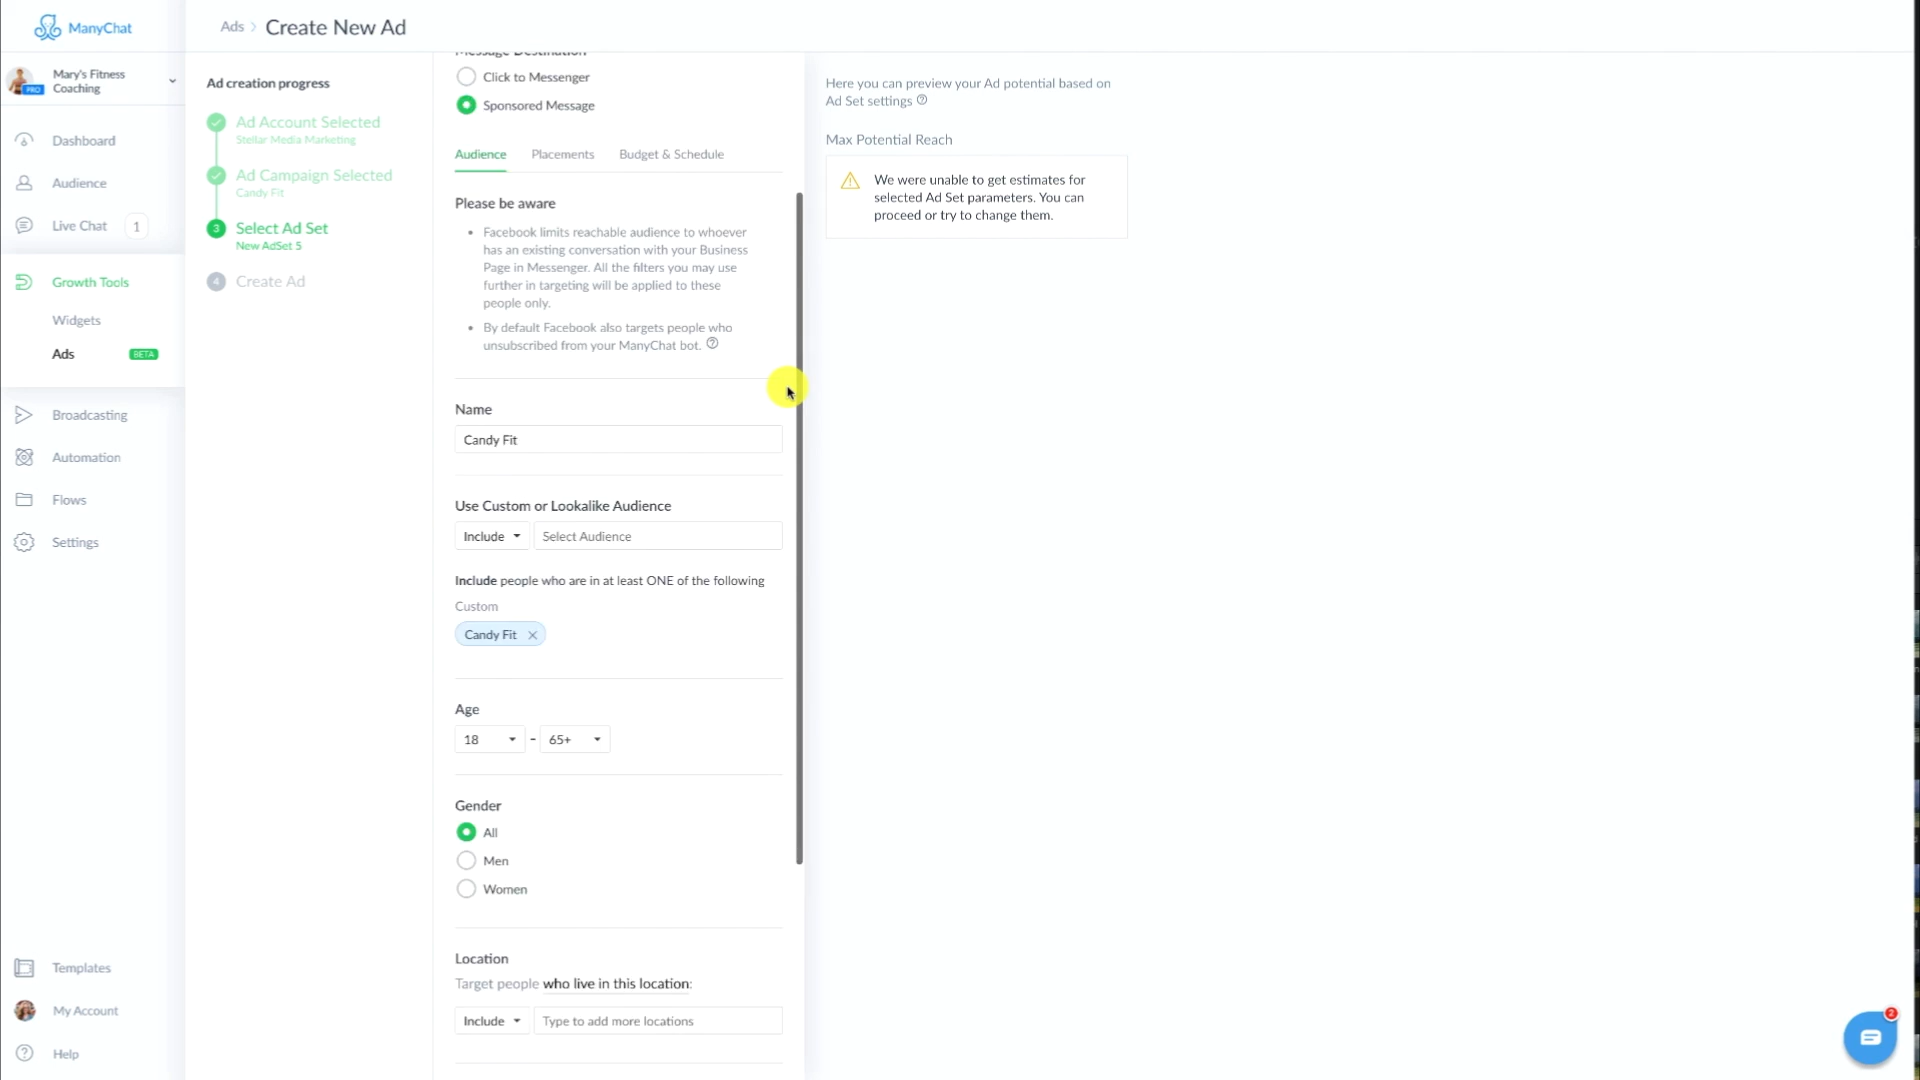 ManyChat
Ads
Create New Ad
Mary's Fitness
Coaching
PRO
Dashboard
Audience
Live Chat
1
Growth Tools
Widgets
Ads
BETA
Broadcasting
Automation
Flows
Settings
Templates
My Account
Help
Ad creation progress
Ad Account Selected
Stellar Media Marketing
Ad Campaign Selected
Candy Fit
3
Select Ad Set
New AdSet 5
4
Create Ad
Message Destination
Click to Messenger
Sponsored Message
Audience
Placements
Budget & Schedule
Please be aware
• Facebook limits reachable audience to whoever
has an existing conversation with your Business
Page in Messenger. All the filters you may use
further in targeting will be applied to these
people only.
• By default Facebook also targets people who
unsubscribed from your ManyChat bot.
Name
Candy Fit
Use Custom or Lookalike Audience
Include
Select Audience
Include people who are in at least ONE of the following
Custom
Candy Fit
Age
18
-
65+
Gender
All
Men
Women
Location
Target people who live in this location:
Include
Type to add more locations
Here you can preview your Ad potential based on
Ad Set settings
Max Potential Reach
We were unable to get estimates for
selected Ad Set parameters. You can
proceed or try to change them.
2